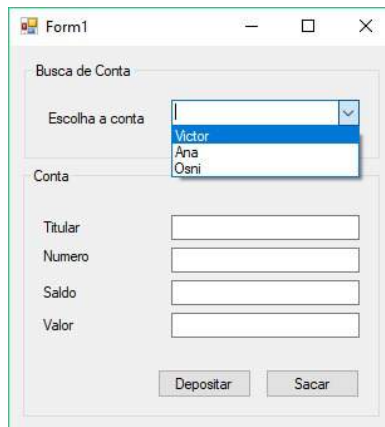 Form1
Busca de Conta
Escolha a conta
Victor
Ana
Osni
Conta
Titular
Numero
Saldo
Valor
Depositar Sacar